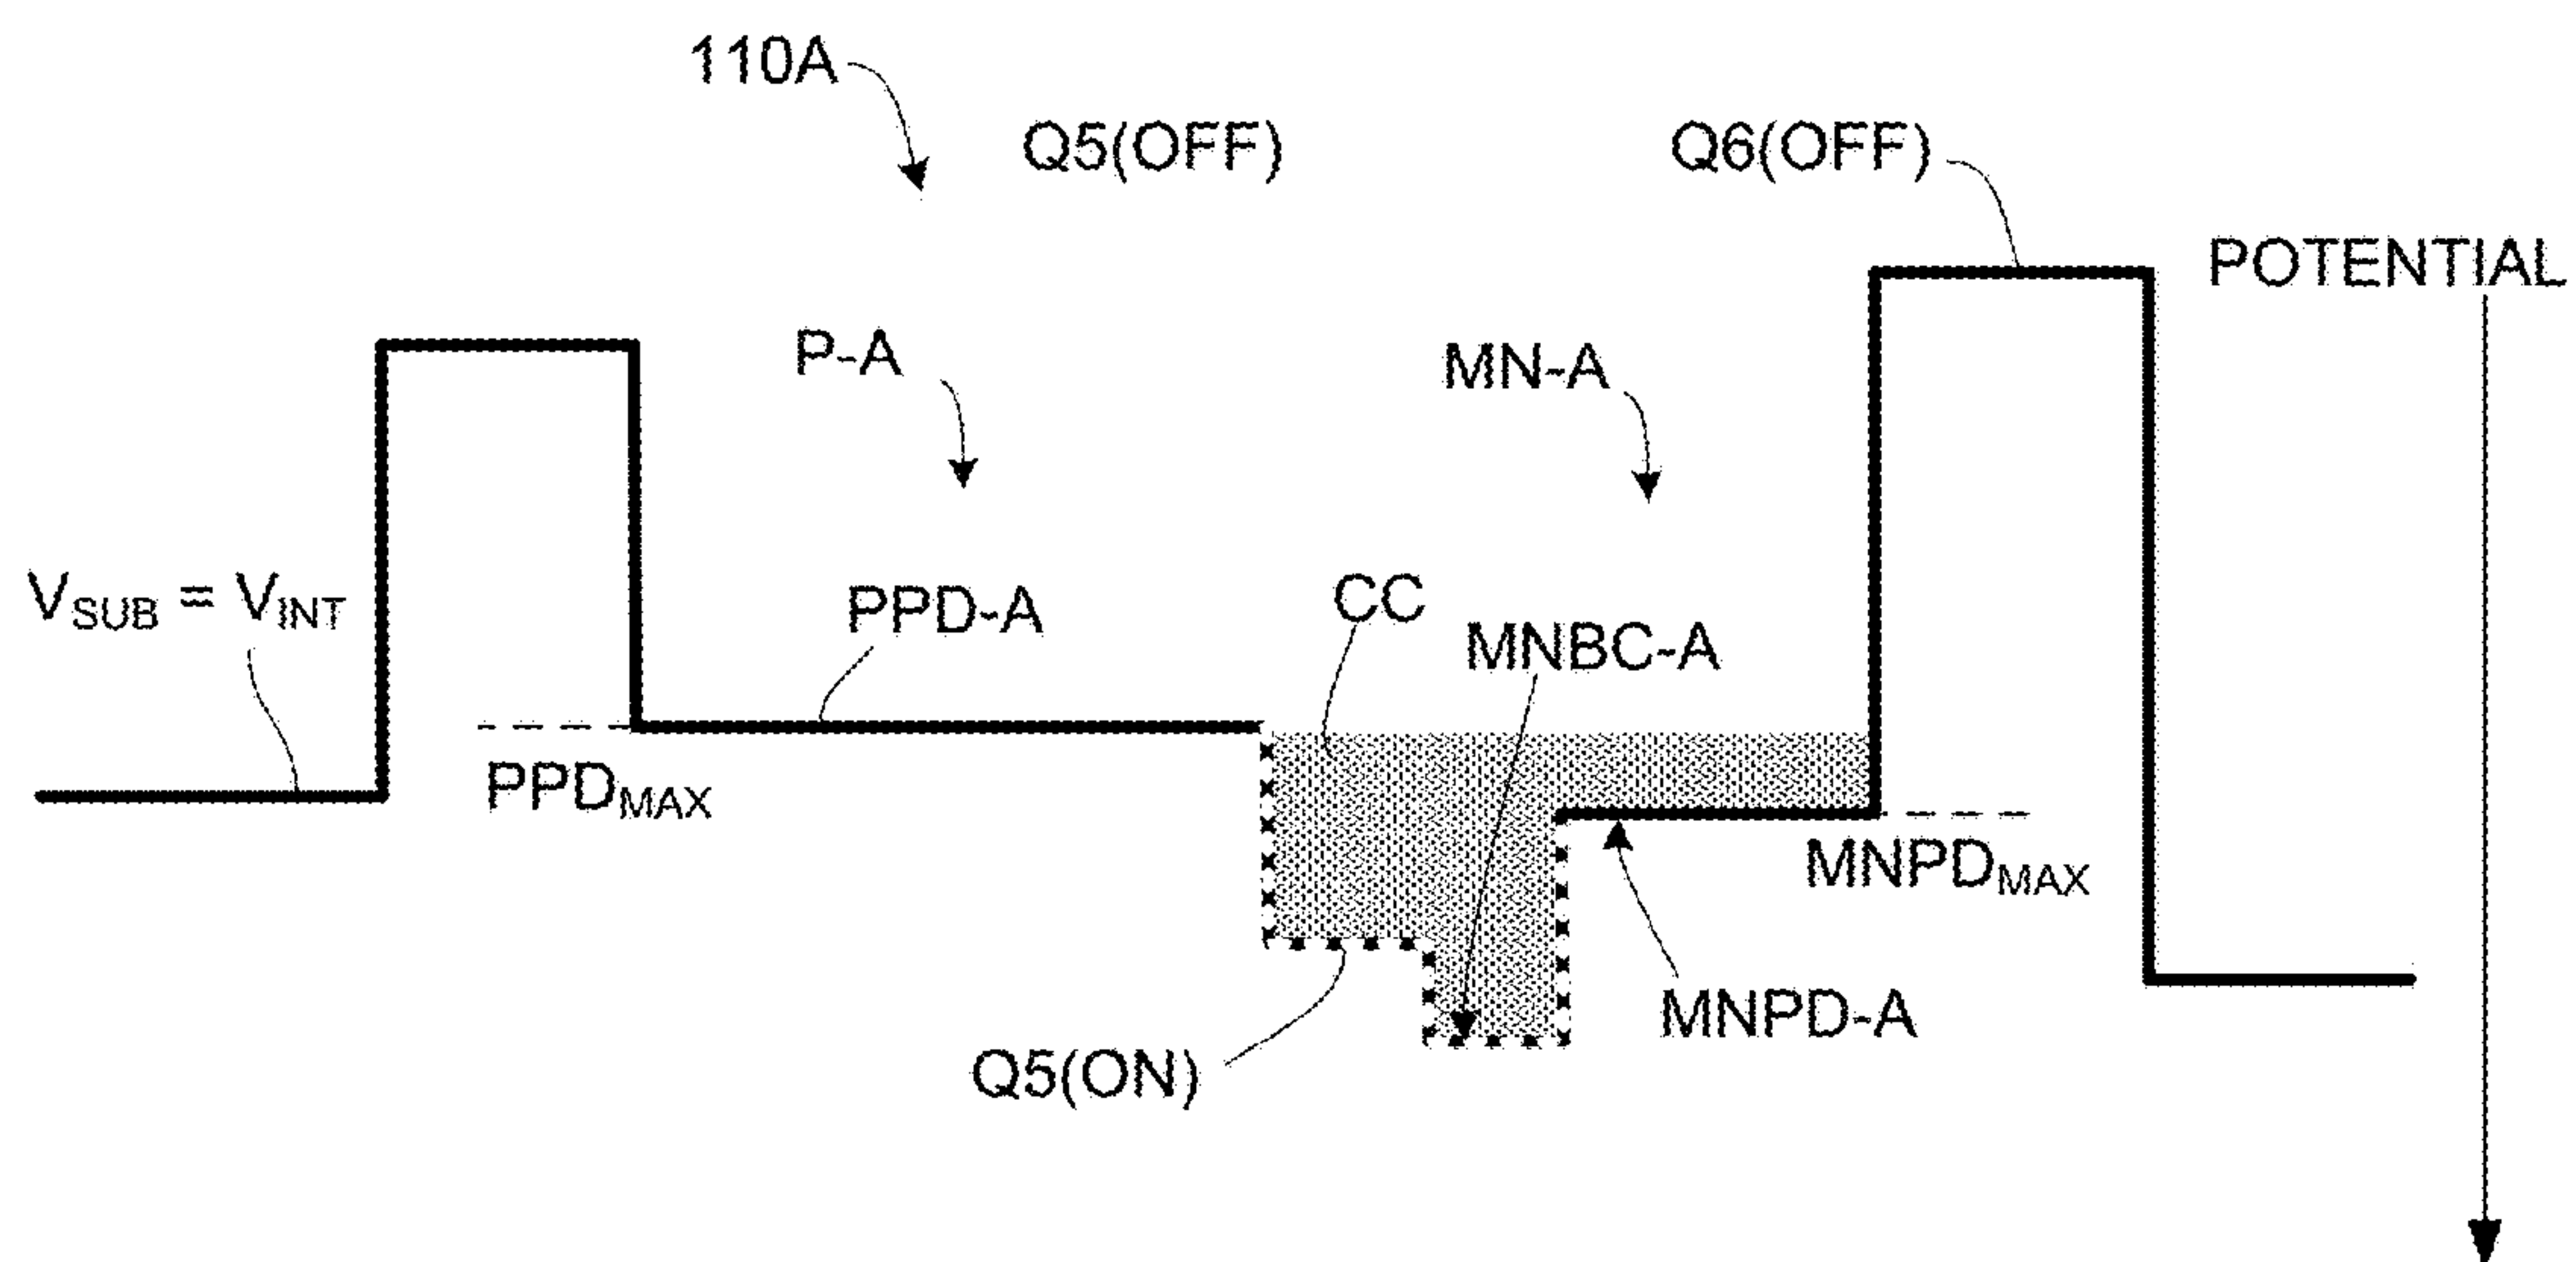 110A
Q5(OFF)
Q6(OFF)
POTENTIAL
P-A
MN-A
VSUB = VINT
PPD-A
CC
MNBC-A
PPDMAX
MNPDMAX
MNPD-A
Q5(ON)